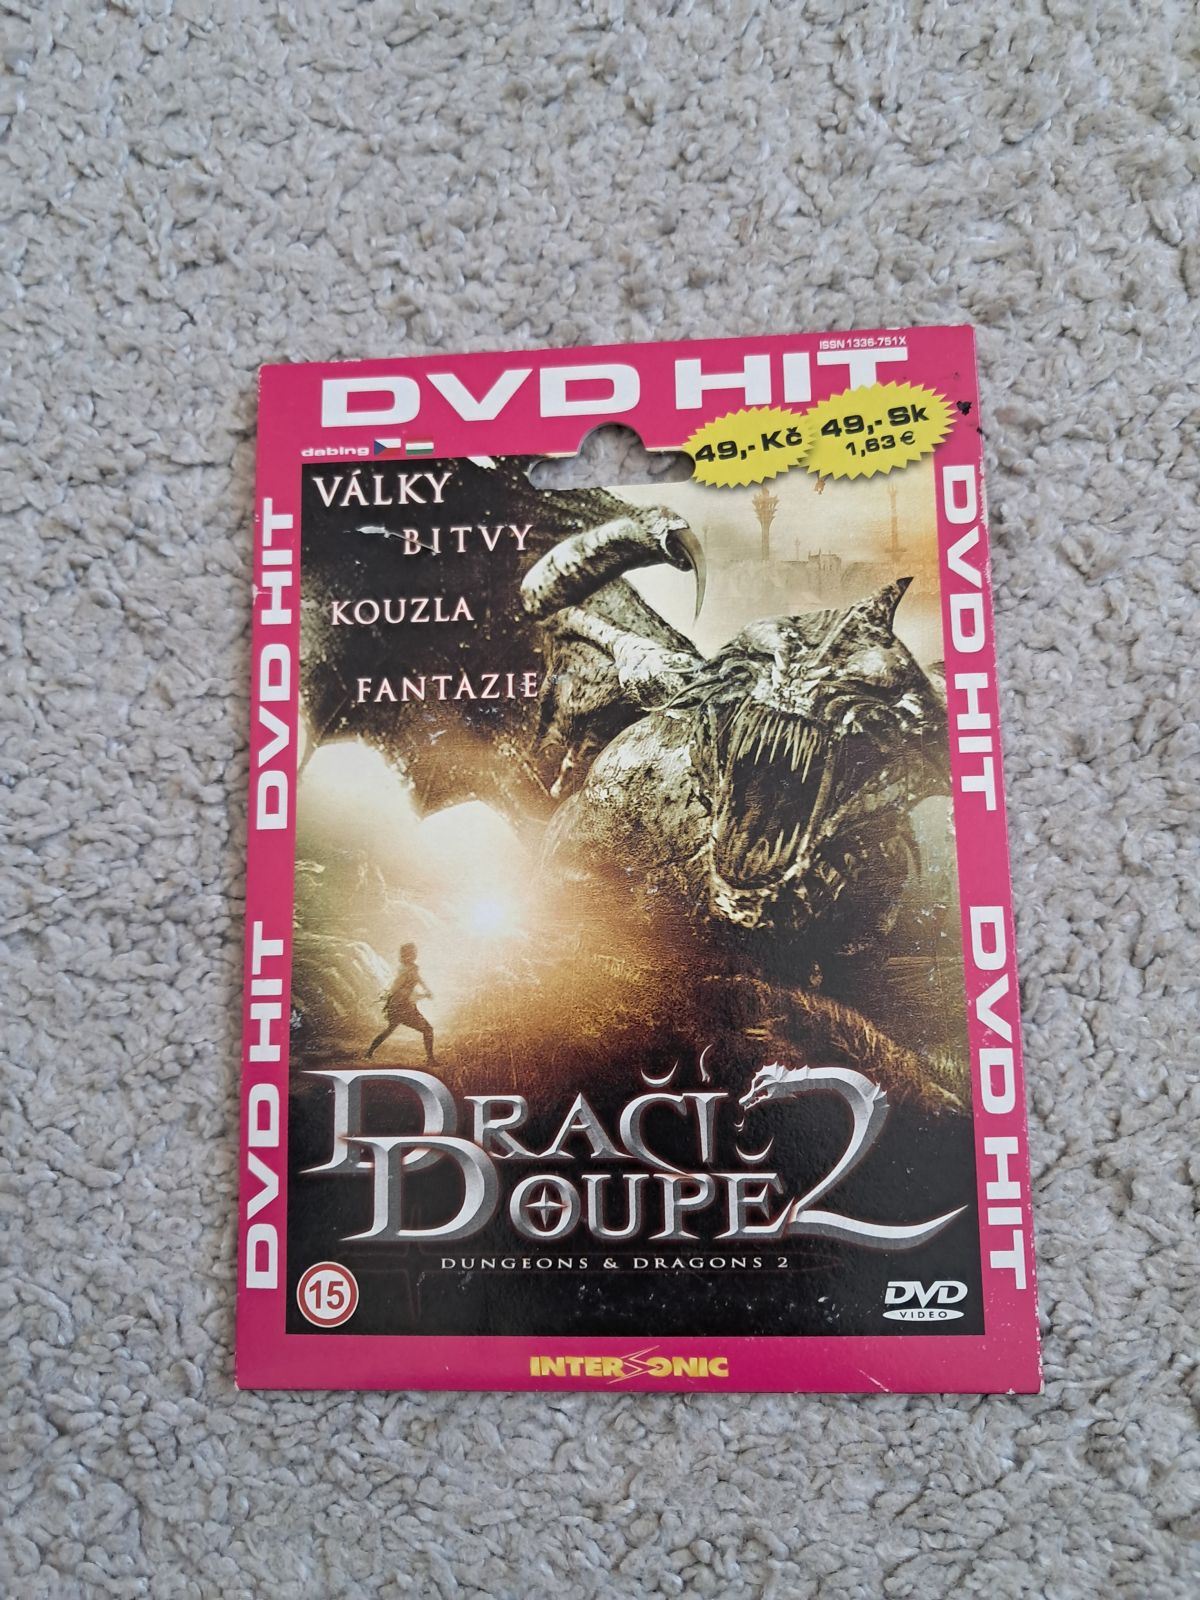 ISSN 1336-751X
DVD HIT
49,- Kč
49,- Sk
1,63 €
dabing
VÁLKY
BITVY
KOUZLA
FANTAZIE
DVD HIT
DVD HIT
DVD HIT
DVD HIT
DRAČÍ
DOUPĚ 2
DUNGEONS & DRAGONS 2
15
DVD
VIDEO
INTERSONIC